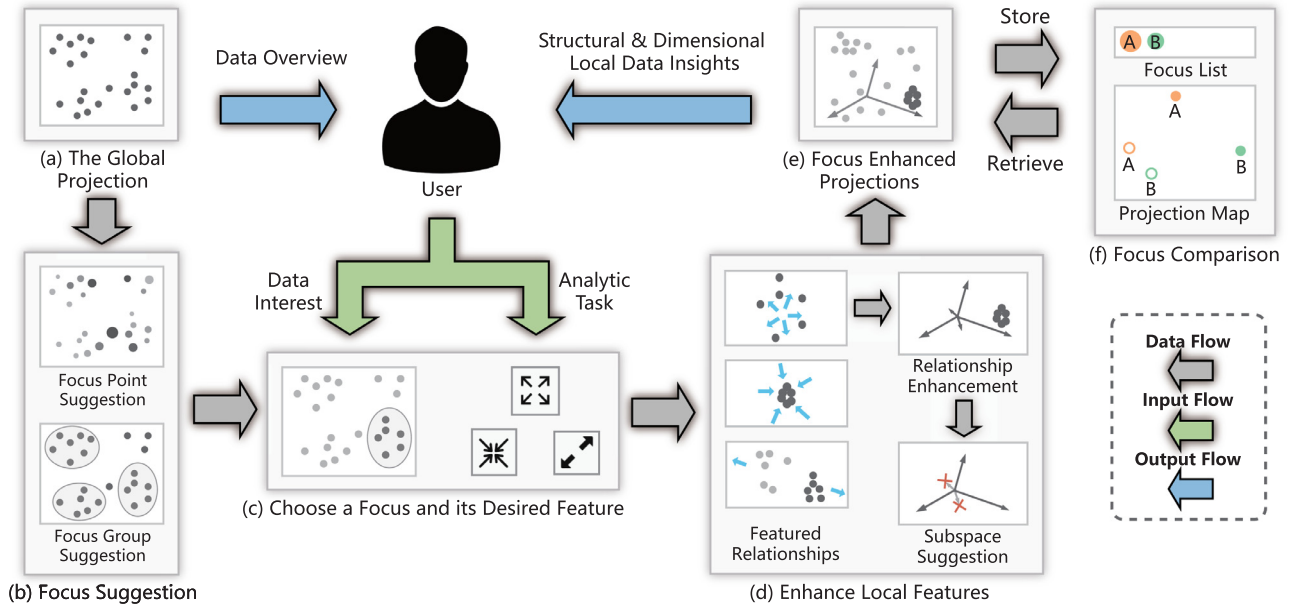 (a) The Global
Projection
Data Overview
User
Structural & Dimensional
Local Data Insights
(e) Focus Enhanced
Projections
Store
Retrieve
A B
Focus List
A
A
B
B
Projection Map
(f) Focus Comparison
Focus Point
Suggestion
Focus Group
Suggestion
(b) Focus Suggestion
Data
Interest
Analytic
Task
(c) Choose a Focus and its Desired Feature
Featured
Relationships
Relationship
Enhancement
Subspace
Suggestion
(d) Enhance Local Features
Data Flow
Input Flow
Output Flow